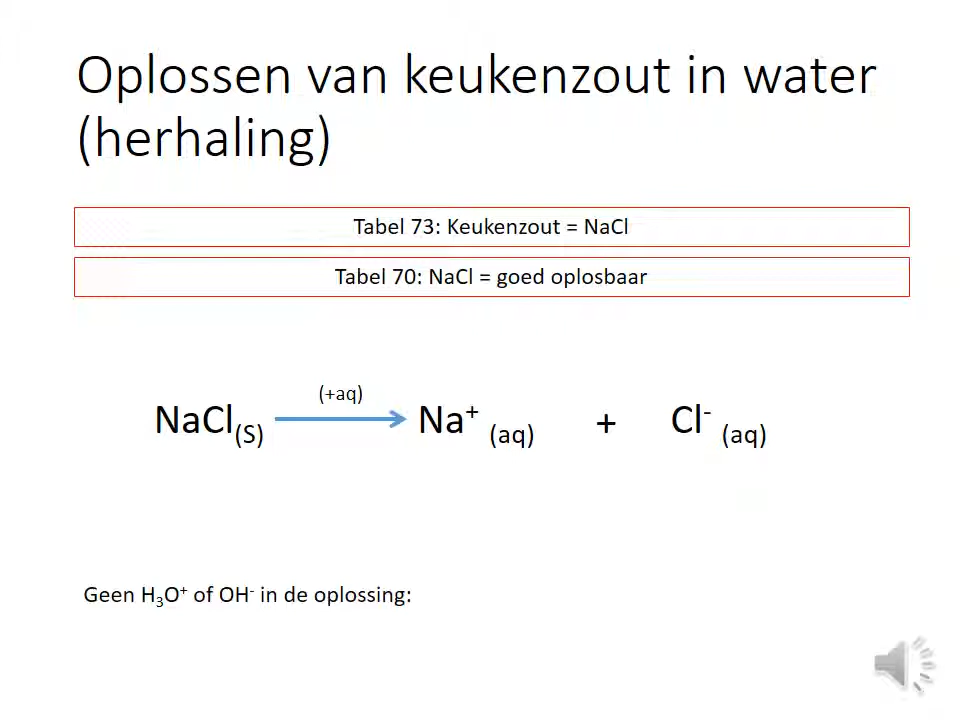 Oplossen van keukenzout in water
(herhaling)
Tabel 73: Keukenzout = NaCl
Tabel 70: NaCl = goed oplosbaar
(+aq)
NaCl(S) → Na⁺ (aq) + Cl⁻ (aq)
Geen H₃O⁺ of OH⁻ in de oplossing: